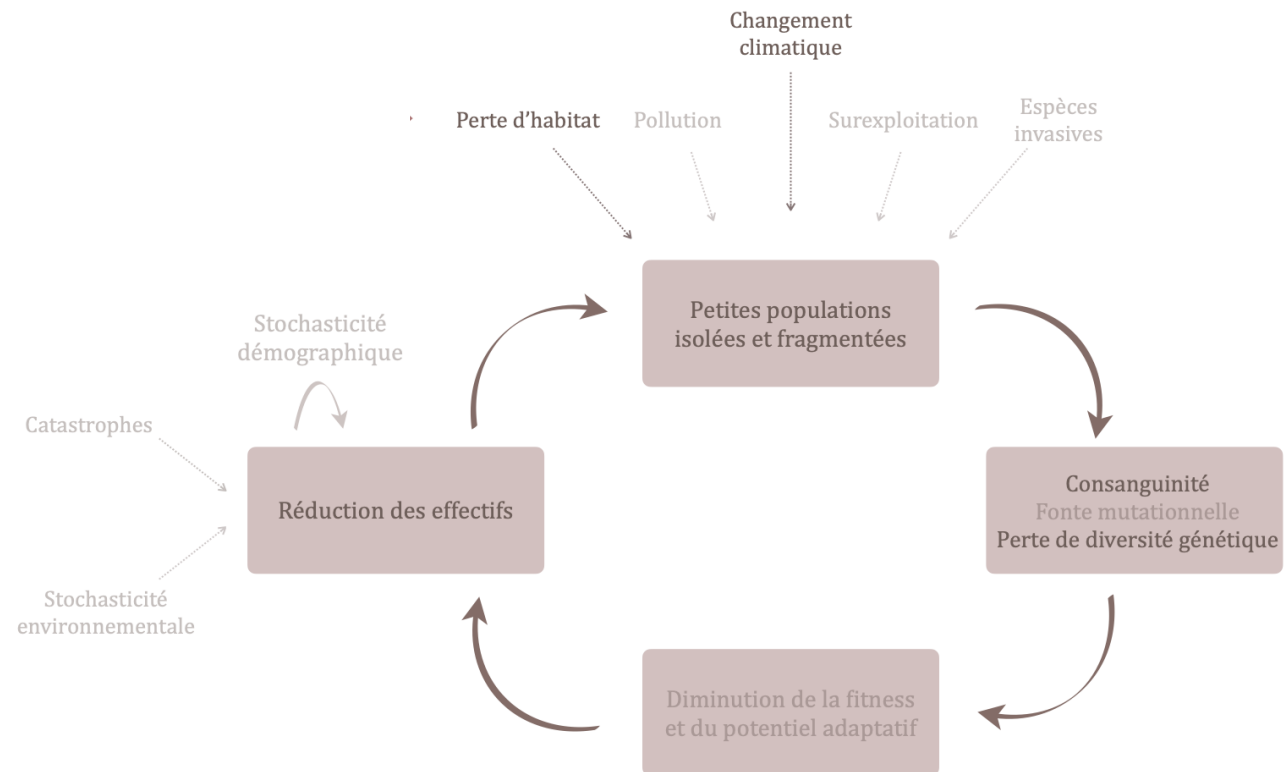 Changement
climatique
Perte d’habitat
Pollution
Surexploitation
Espèces
invasives
Petites populations
isolées et fragmentées
Stochasticité
démographique
Catastrophes
Réduction des effectifs
Stochasticité
environnementale
Consanguinité
Fonte mutationnelle
Perte de diversité génétique
Diminution de la fitness
et du potentiel adaptatif